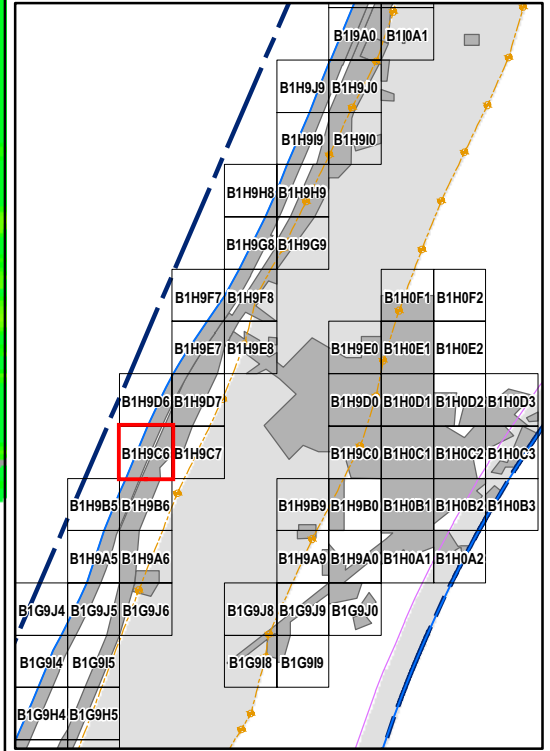 B1I9A0 B1I0A1
B1H9J9 B1H9J0
B1H9I9 B1H9I0
B1H9H8 B1H9H9
B1H9G8 B1H9G9
B1H9F7 B1H9F8 B1H0F1 B1H0F2
B1H9E7 B1H9E8 B1H9E0 B1H0E1 B1H0E2
B1H9D6 B1H9D7 B1H9D0 B1H0D1 B1H0D2 B1H0D3
B1H9C6 B1H9C7 B1H9C0 B1H0C1 B1H0C2 B1H0C3
B1H9B5 B1H9B6 B1H9B9 B1H9B0 B1H0B1 B1H0B2 B1H0B3
B1H9A5 B1H9A6 B1H9A9 B1H9A0 B1H0A1 B1H0A2
B1G9J4 B1G9J5 B1G9J6 B1G9J8 B1G9J9 B1G9J0
B1G9I4 B1G9I5 B1G9I8 B1G9I9
B1G9H4 B1G9H5